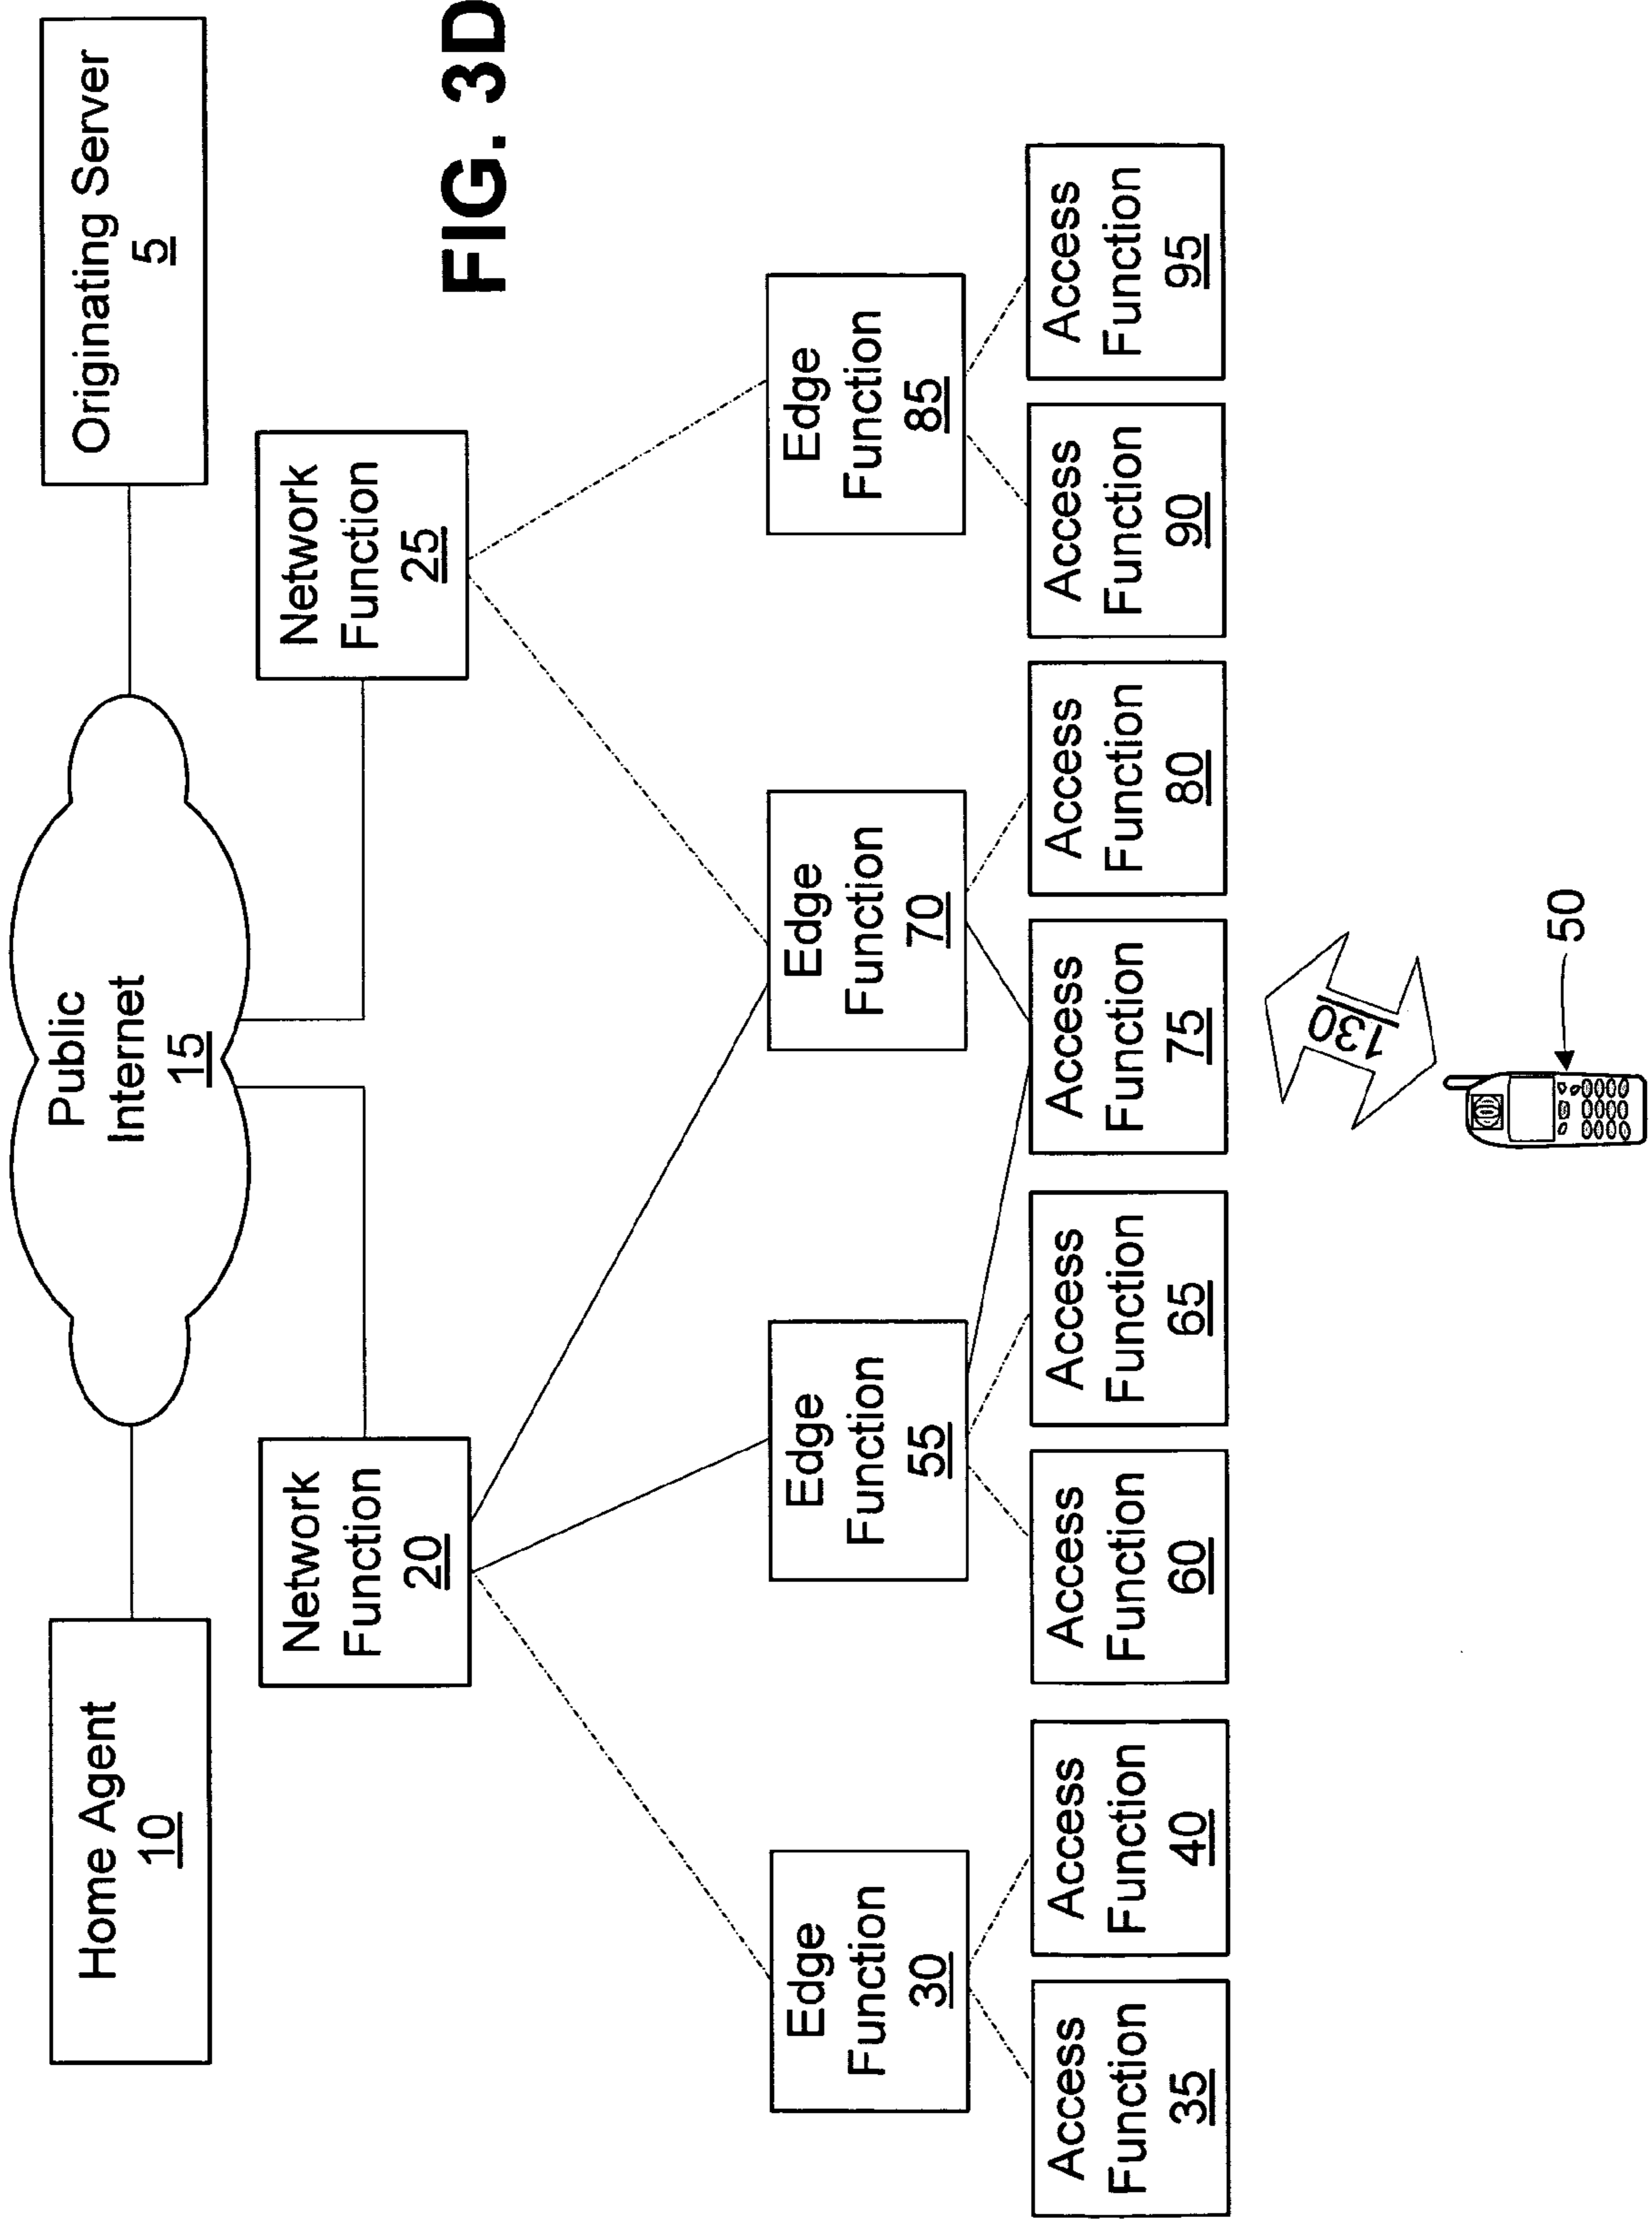 Home Agent
10
Public
Internet
15
Originating Server
5
Network
Function
20
Network
Function
25
FIG. 3D
Edge
Function
30
Edge
Function
55
Edge
Function
70
Edge
Function
85
Access
Function
35
Access
Function
40
Access
Function
60
Access
Function
65
Access
Function
75
Access
Function
80
Access
Function
90
Access
Function
95
130
50